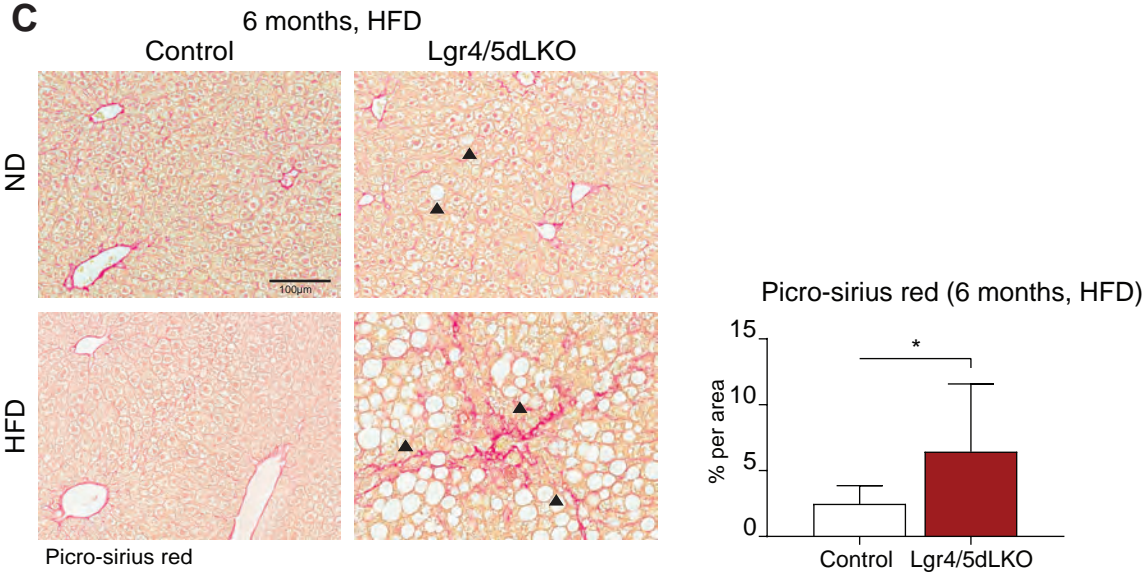 C
6 months, HFD
Control
Lgr4/5dLKO
ND
100µm
HFD
Picro-sirius red
Picro-sirius red (6 months, HFD)
15
10
5
0
% per area
*
Control
Lgr4/5dLKO